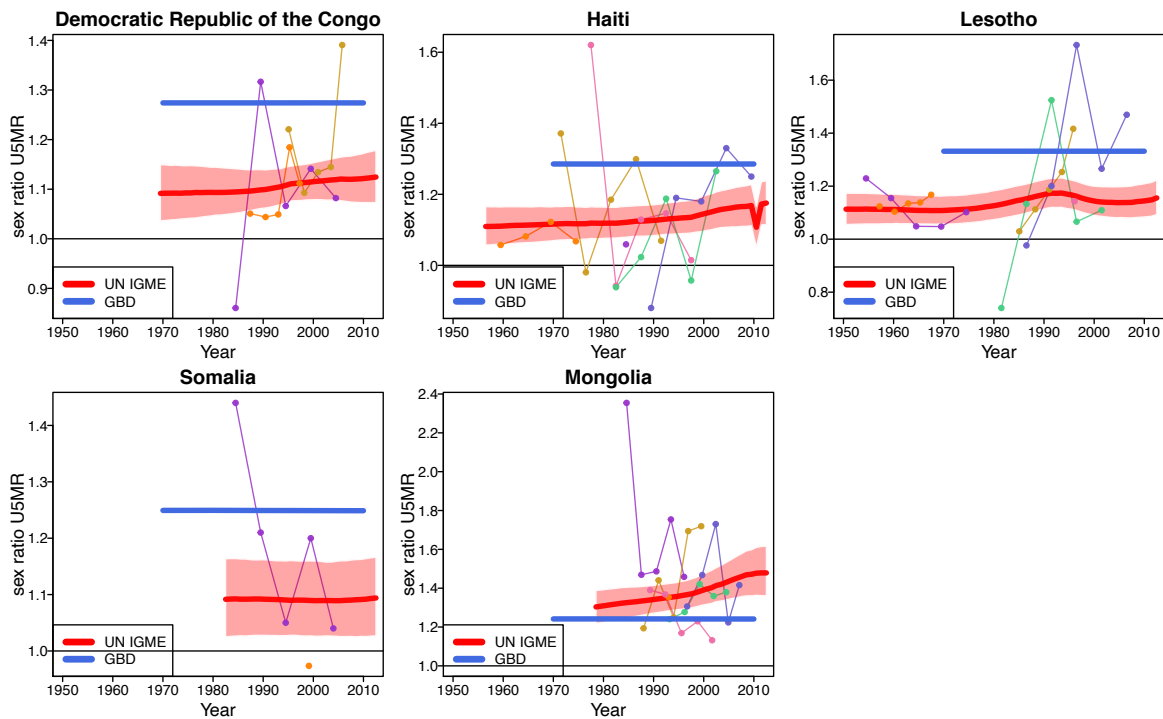 Democratic Republic of the Congo
sex ratio U5MR
1.4
1.3
1.2
1.1
1.0
0.9
UN IGME
GBD
1950 1960 1970 1980 1990 2000 2010
Year
Haiti
sex ratio U5MR
1.6
1.4
1.2
1.0
UN IGME
GBD
1950 1960 1970 1980 1990 2000 2010
Year
Lesotho
sex ratio U5MR
1.6
1.4
1.2
1.0
0.8
UN IGME
GBD
1950 1960 1970 1980 1990 2000 2010
Year
Somalia
sex ratio U5MR
1.4
1.3
1.2
1.1
1.0
UN IGME
GBD
1950 1960 1970 1980 1990 2000 2010
Year
Mongolia
sex ratio U5MR
2.4
2.2
2.0
1.8
1.6
1.4
1.2
1.0
UN IGME
GBD
1950 1960 1970 1980 1990 2000 2010
Year